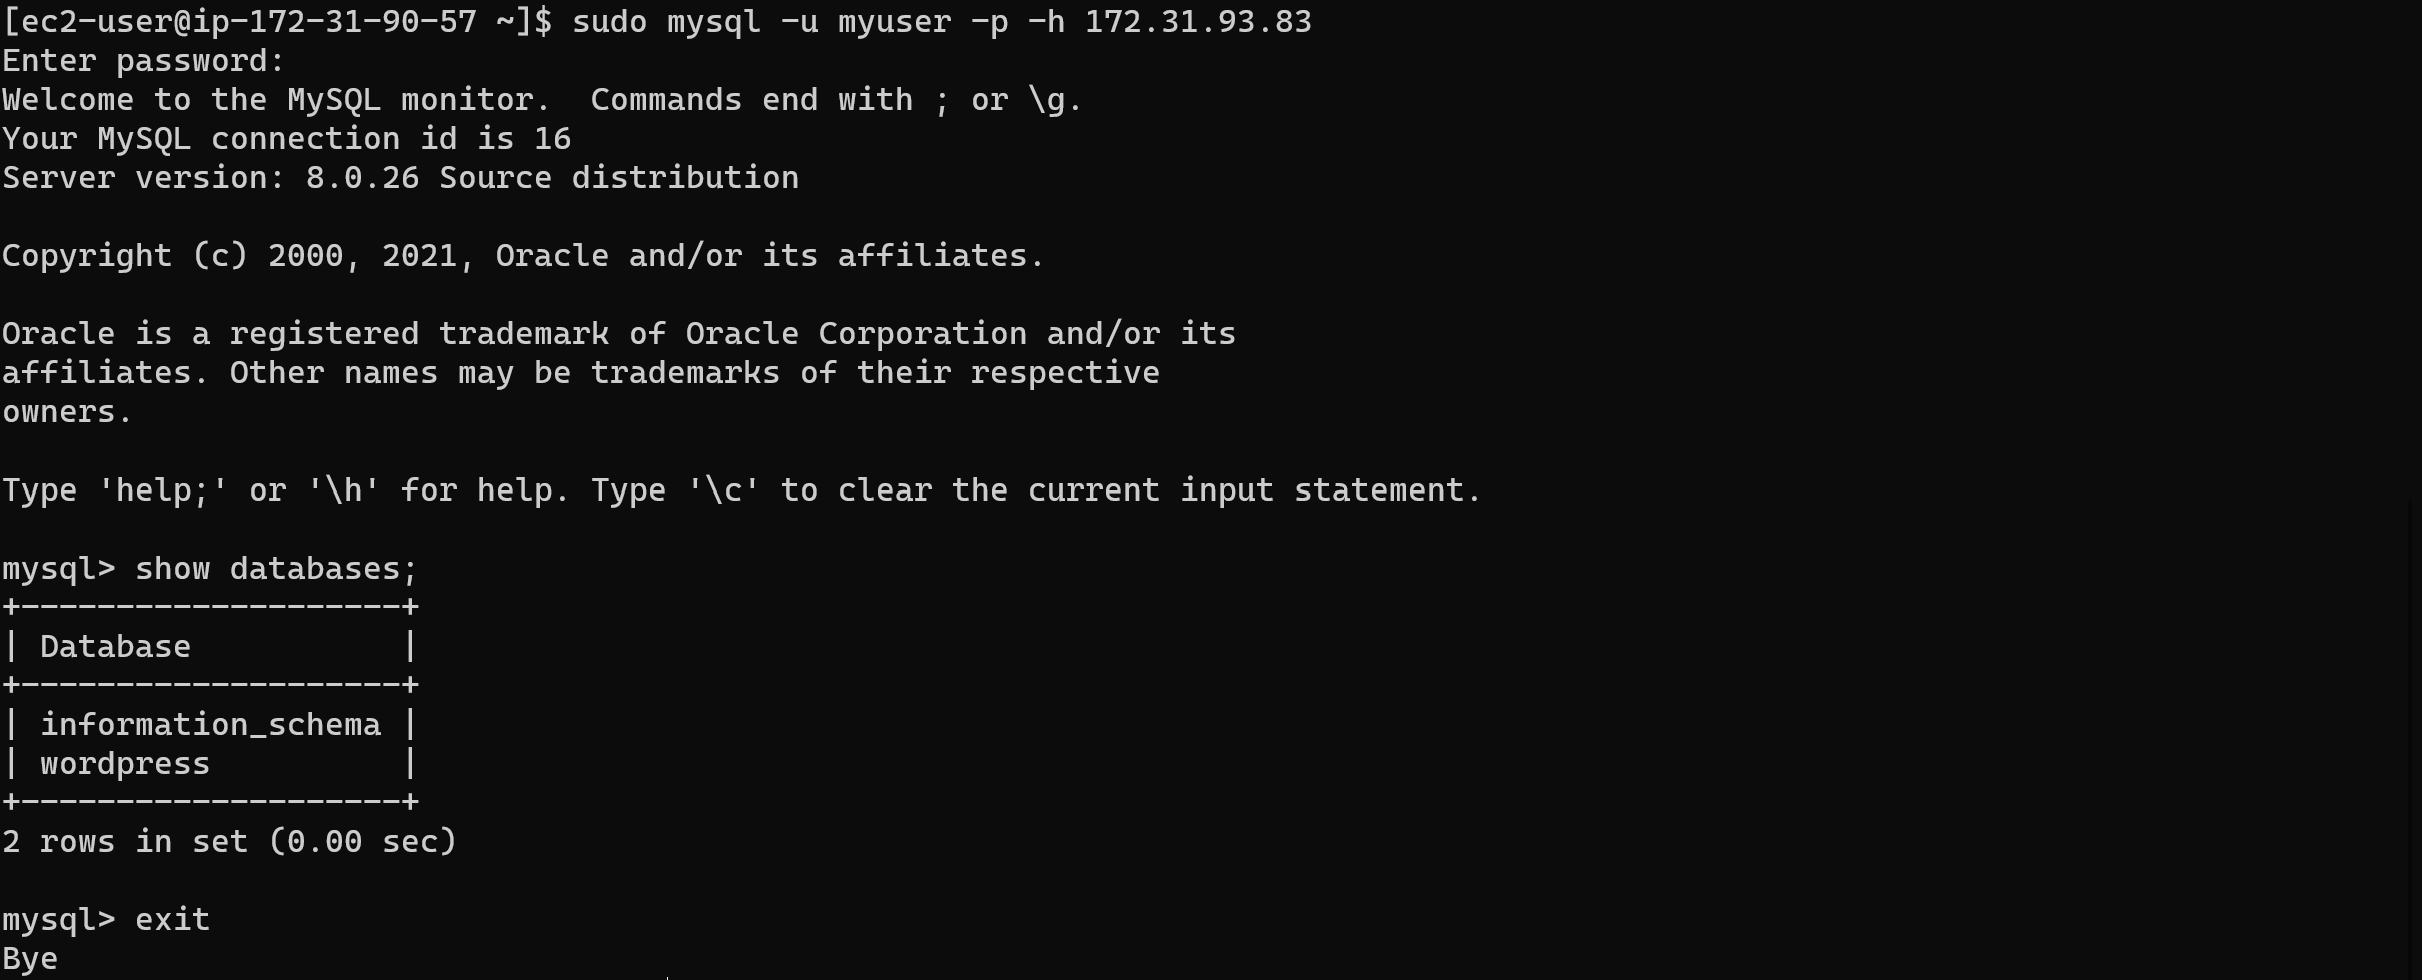 [ec2-user@ip-172-31-90-57 ~]$ sudo mysql -u myuser -p -h 172.31.93.83
Enter password:
Welcome to the MySQL monitor.  Commands end with ; or \g.
Your MySQL connection id is 16
Server version: 8.0.26 Source distribution

Copyright (c) 2000, 2021, Oracle and/or its affiliates.

Oracle is a registered trademark of Oracle Corporation and/or its
affiliates. Other names may be trademarks of their respective
owners.

Type 'help;' or '\h' for help. Type '\c' to clear the current input statement.

mysql> show databases;
+--------------------+
| Database           |
+--------------------+
| information_schema |
| wordpress          |
+--------------------+
2 rows in set (0.00 sec)

mysql> exit
Bye